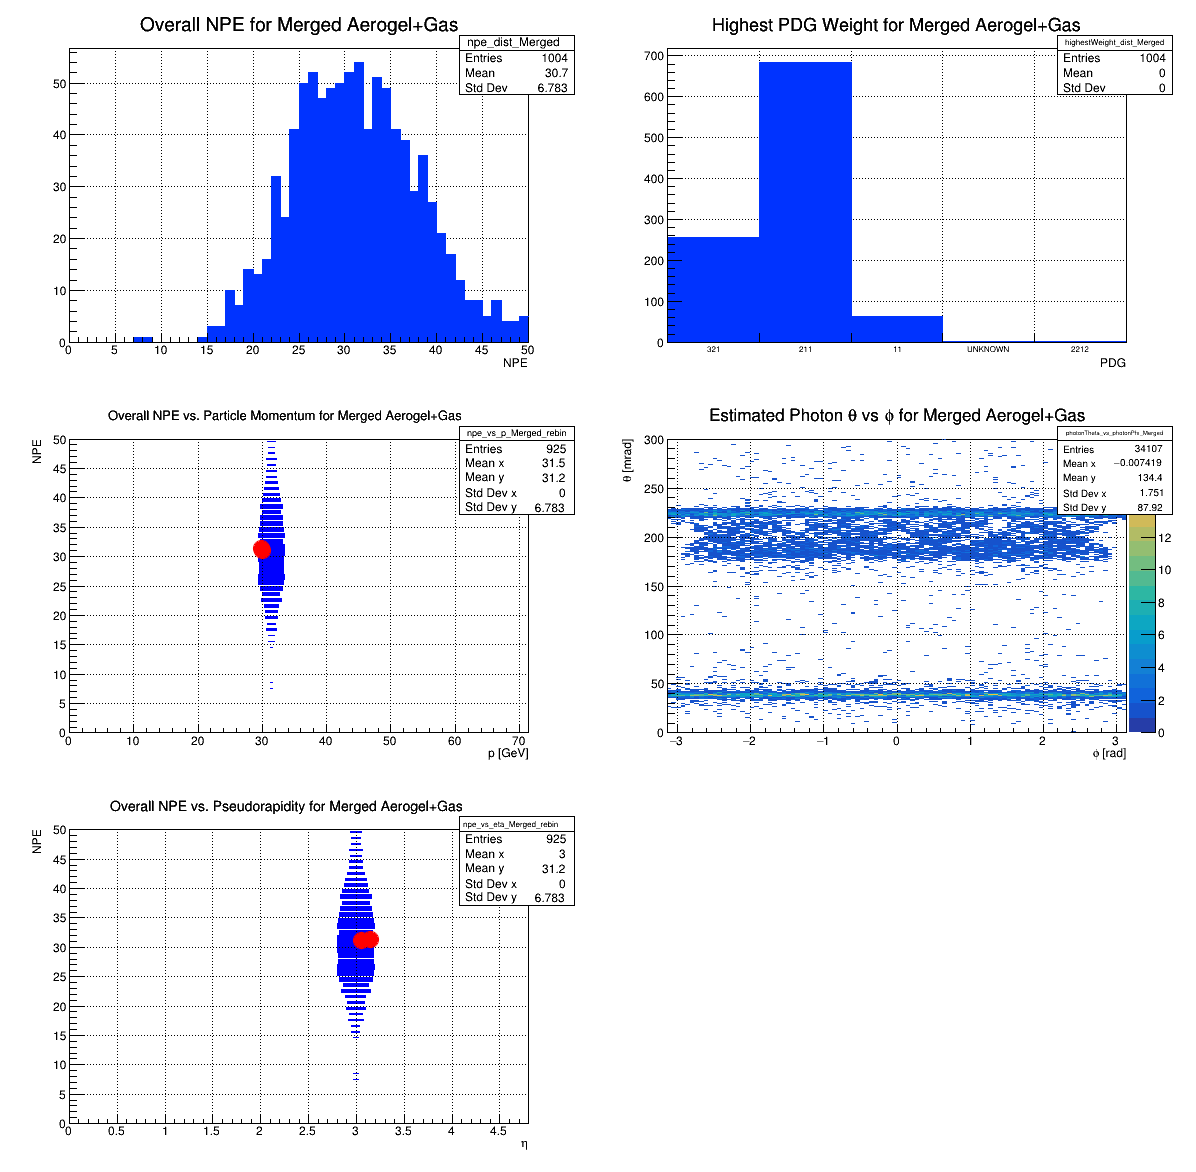 Overall NPE for Merged Aerogel+Gas
npe_dist_Merged
Entries 1004
Mean 30.7
Std Dev 6.783
50
40
30
20
10
0
0 5 10 15 20 25 30 35 40 45 50
NPE
Highest PDG Weight for Merged Aerogel+Gas
highestWeight_dist_Merged
Entries 1004
Mean 0
Std Dev 0
700
600
500
400
300
200
100
0
321 211 11 UNKNOWN 2212
PDG
Overall NPE vs. Particle Momentum for Merged Aerogel+Gas
npe_vs_p_Merged_rebin
Entries 925
Mean x 31.5
Mean y 31.2
Std Dev x 0
Std Dev y 6.783
NPE
50
45
40
35
30
25
20
15
10
5
0
0 10 20 30 40 50 60 70
p [GeV]
Estimated Photon θ vs ϕ for Merged Aerogel+Gas
photonTheta_vs_photonPhi_Merged
Entries 34107
Mean x −0.007419
Mean y 134.4
Std Dev x 1.751
Std Dev y 87.92
θ [mrad]
300
250
200
150
100
50
0
−3 −2 −1 0 1 2 3
ϕ [rad]
12
10
8
6
4
2
0
Overall NPE vs. Pseudorapidity for Merged Aerogel+Gas
npe_vs_eta_Merged_rebin
Entries 925
Mean x 3
Mean y 31.2
Std Dev x 0
Std Dev y 6.783
NPE
50
45
40
35
30
25
20
15
10
5
0
0 0.5 1 1.5 2 2.5 3 3.5 4 4.5
η